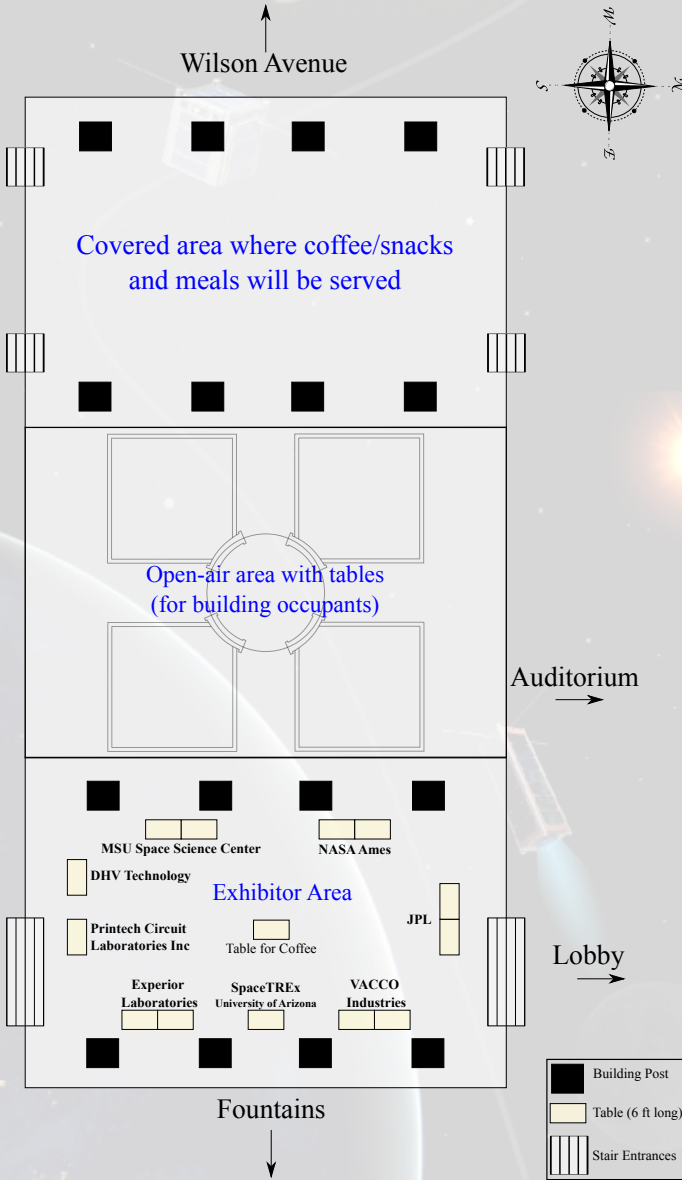 Wilson Avenue
W
S
N
E
Covered area where coffee/snacks
and meals will be served
Open-air area with tables
(for building occupants)
Auditorium
MSU Space Science Center
NASA Ames
DHV Technology
Exhibitor Area
JPL
Printech Circuit
Laboratories Inc
Table for Coffee
Lobby
Experior
Laboratories
SpaceTREx
University of Arizona
VACCO
Industries
Fountains
Building Post
Table (6 ft long)
Stair Entrances